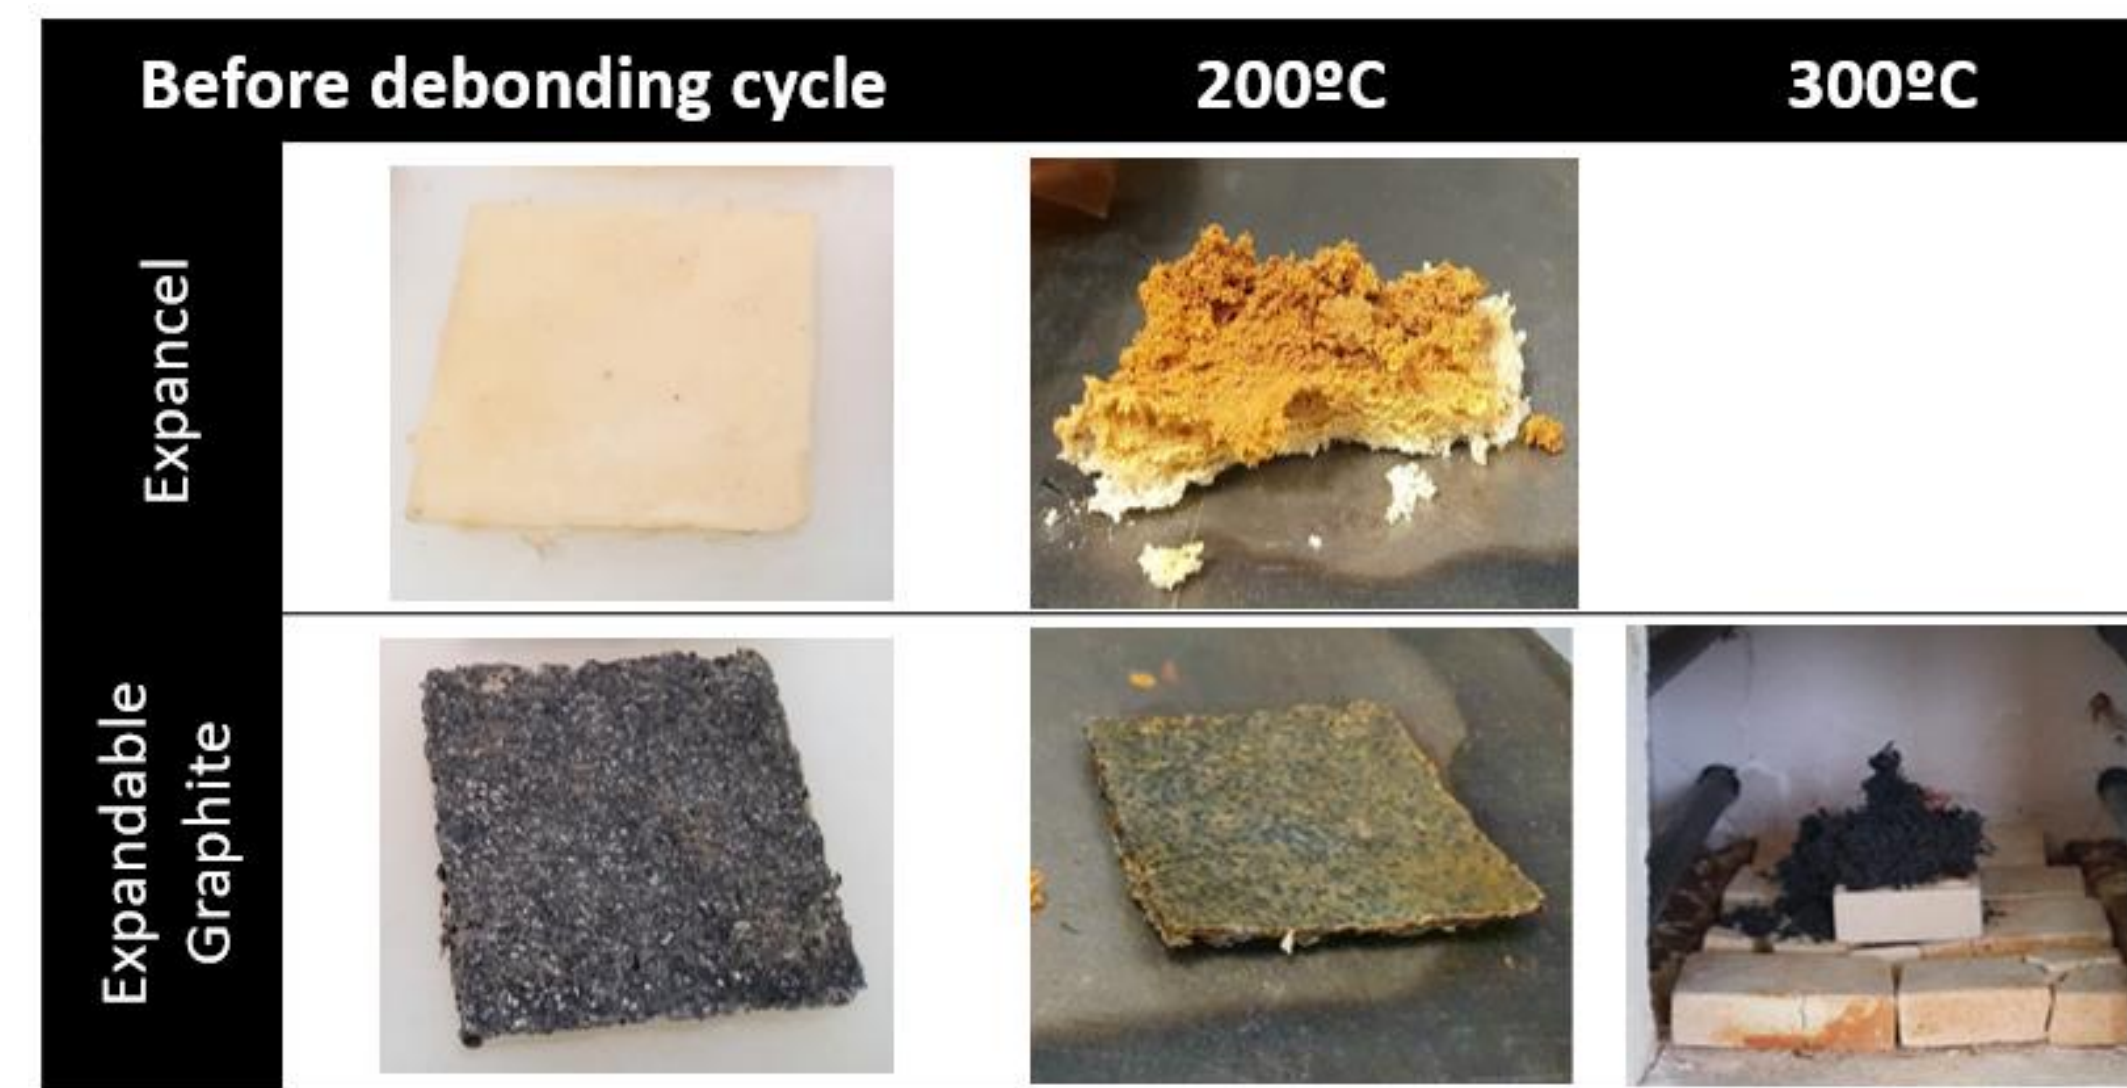 Before debonding cycle
200ºC
300ºC
Expancel
Expandable
Graphite